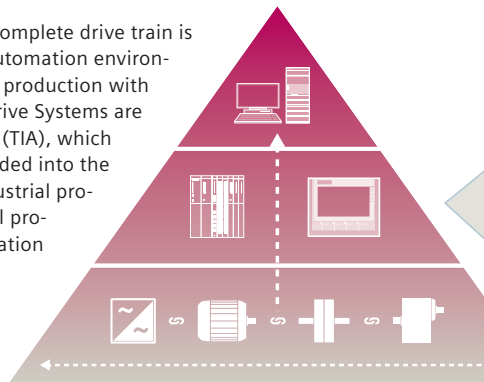 omplete drive train is
utomation environ-
production with
rive Systems are
(TIA), which
ded into the
ustrial pro-
l pro-
ation